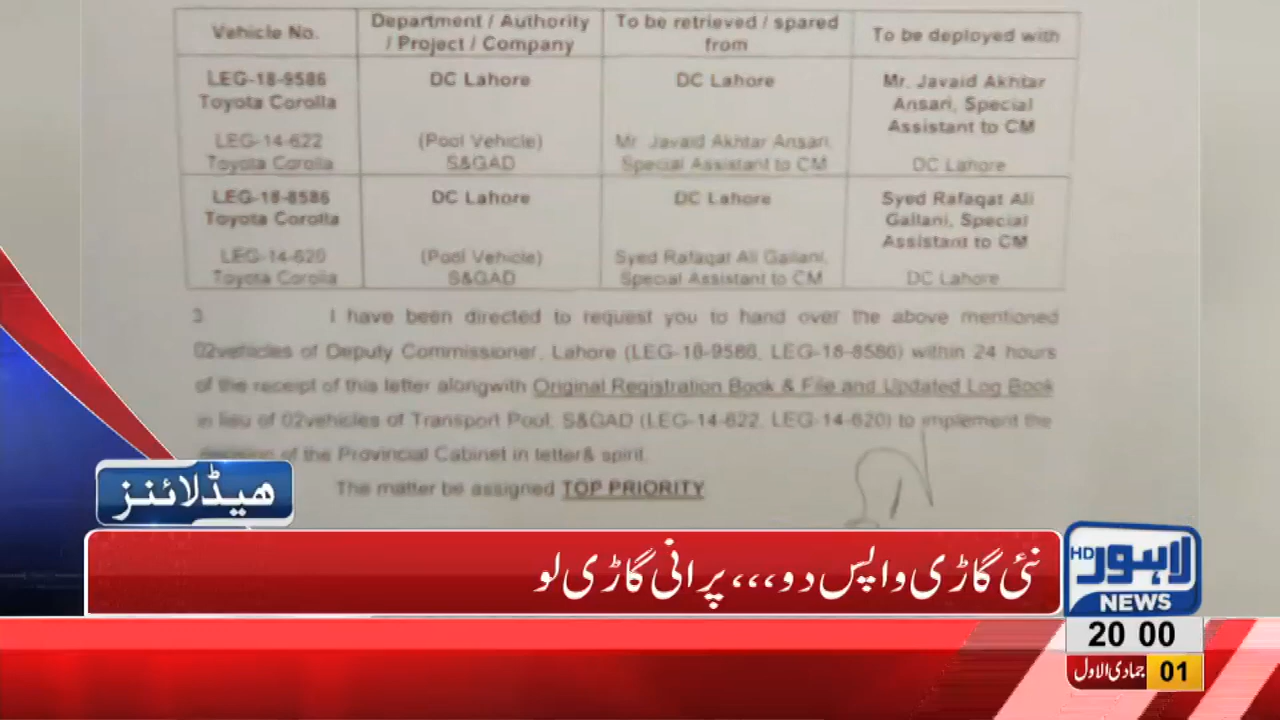 Vehicle No.
Department / Authority / Project / Company
To be retrieved / spared from
To be deployed with
LEG-18-9586 Toyota Corolla
DC Lahore
DC Lahore
Mr. Javaid Akhtar Ansari, Special Assistant to CM
LEG-14-622 Toyota Corolla
(Pool Vehicle) S&GAD
Mr Javaid Akhtar Ansari, Special Assistant to CM
DC Lahore
LEG-18-8586 Toyota Corolla
DC Lahore
DC Lahore
Syed Rafaqat Ali Gallani, Special Assistant to CM
LEG-14-620 Toyota Corolla
(Pool Vehicle) S&GAD
Syed Rafaqat Ali Gallani, Special Assistant to CM
DC Lahore
3 I have been directed to request you to hand over the above mentioned
02vehicles of Deputy Commissioner, Lahore (LEG-18-9586, LEG-18-8586) within 24 hours
of the receipt of this letter alongwith Original Registration Book & File and Updated Log Book
in lieu of 02vehicles of Transport Pool, S&GAD (LEG-14-622, LEG-14-620) to implement the
of the Provincial Cabinet in letter& spirit.
The matter be assigned TOP PRIORITY
ھیڈلائنز
نئی گاڑی واپس دو،،،پرانی گاڑی لو
HD لاہور
NEWS
20 00
جمادی الاول 01